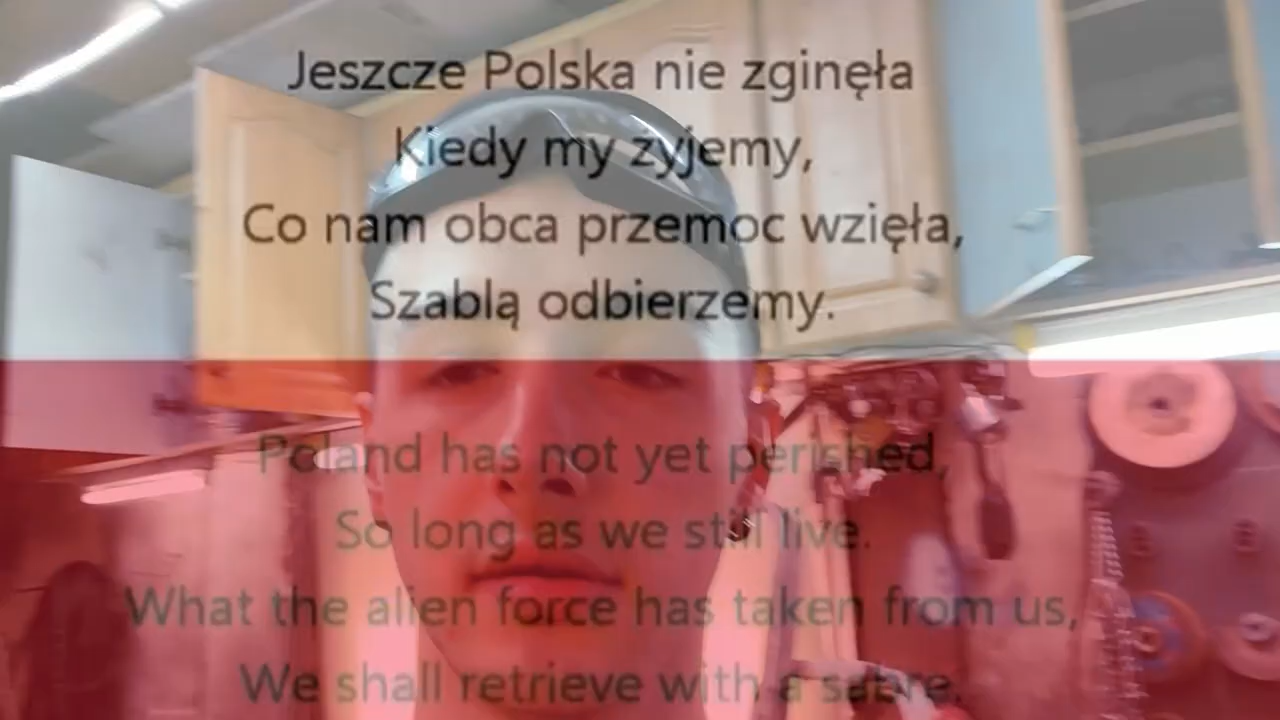 Jeszcze Polska nie zginęła
Kiedy my żyjemy,
Co nam obca przemoc wzięła,
Szablą odbierzemy.
Poland has not yet perished,
So long as we still live.
What the alien force has taken from us,
We shall retrieve with a sabre.